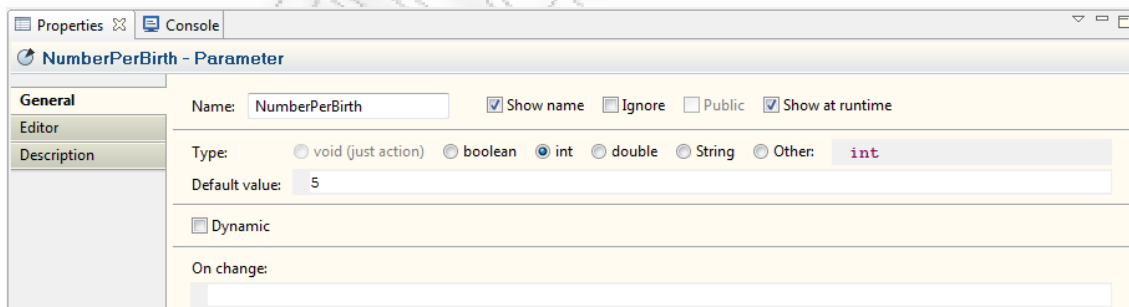 Properties Console
NumberPerBirth - Parameter
General
Editor
Description
Name: NumberPerBirth Show name Ignore Public Show at runtime
Type: void (just action) boolean int double String Other: int
Default value: 5
Dynamic
On change: